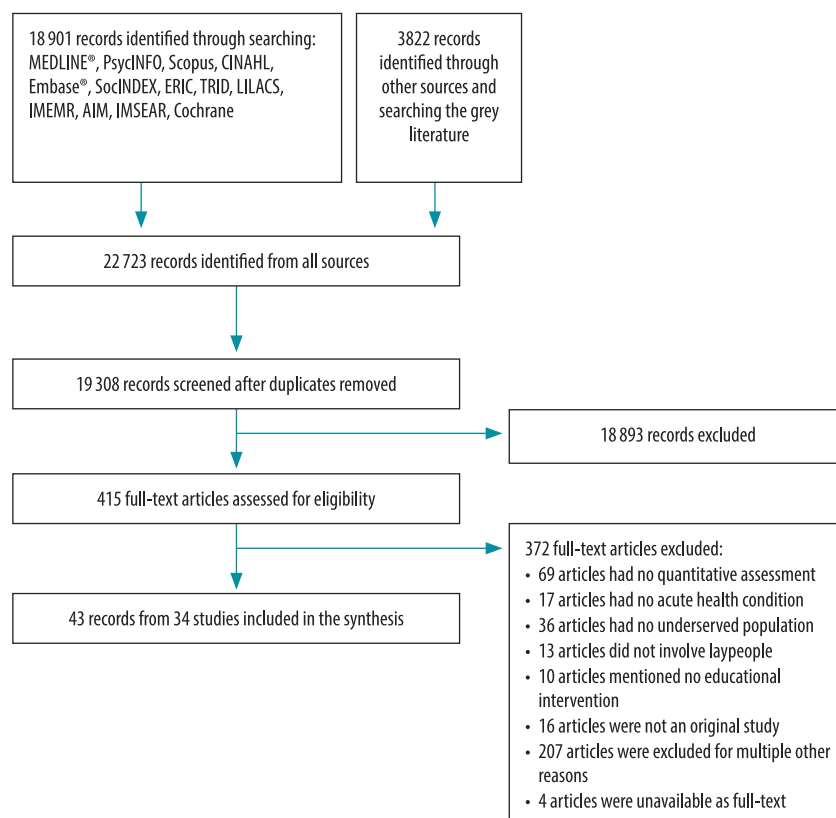 18 901 records identified through searching:
MEDLINE®, PsycINFO, Scopus, CINAHL,
Embase®, SocINDEX, ERIC, TRID, LILACS,
IMEMR, AIM, IMSEAR, Cochrane
3822 records
identified through
other sources and
searching the grey
literature
22 723 records identified from all sources
19 308 records screened after duplicates removed
18 893 records excluded
415 full-text articles assessed for eligibility
372 full-text articles excluded:
• 69 articles had no quantitative assessment
• 17 articles had no acute health condition
• 36 articles had no underserved population
• 13 articles did not involve laypeople
• 10 articles mentioned no educational
intervention
• 16 articles were not an original study
• 207 articles were excluded for multiple other
reasons
• 4 articles were unavailable as full-text
43 records from 34 studies included in the synthesis